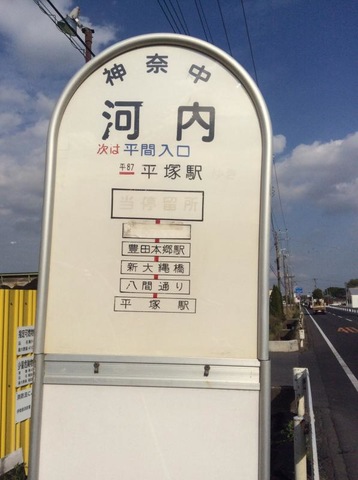 神奈中
河内
次は平間入口
平87 平塚駅
当停留所
豊田本郷駅
新大縄橋
八間通り
平塚駅